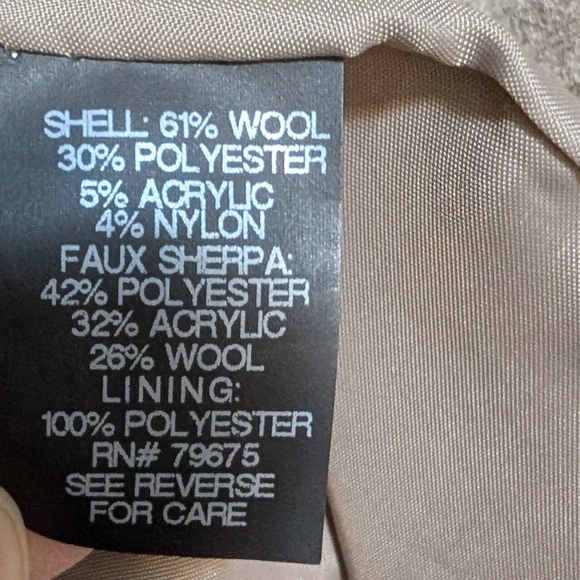 SHELL: 61% WOOL
30% POLYESTER
5% ACRYLIC
4% NYLON
FAUX SHERPA:
42% POLYESTER
32% ACRYLIC
26% WOOL
LINING:
100% POLYESTER
RN# 79675
SEE REVERSE
FOR CARE